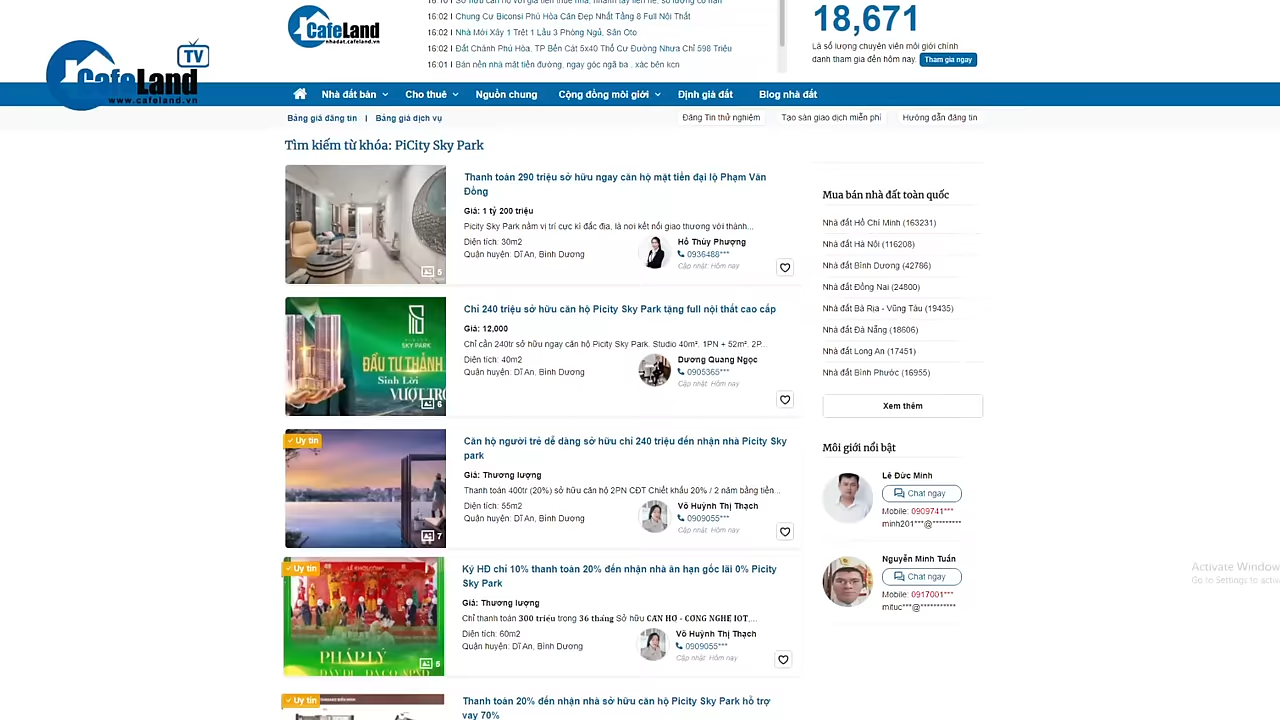 CafeLand
TV
www.cafeland.vn
CafeLand
nhadat.cafeland.vn
16:02 I Chung Cư Biconsi Phú Hòa Căn Đẹp Nhất Tầng 8 Full Nội Thất
16:02 I Nhà Mới Xây 1 Trệt 1 Lầu 3 Phòng Ngủ, Sân Oto
16:02 I Đất Chánh Phú Hòa, TP Bến Cát 5x40 Thổ Cư Đường Nhựa Chỉ 598 Triệu
16:01 I Bán nền nhà mặt tiền đường, ngay góc ngã ba , xác bên kcn
18,671
Là số lượng chuyên viên môi giới chính
danh tham gia đến hôm nay. Tham gia ngay
Nhà đất bán
Cho thuê
Nguồn chung
Cộng đồng môi giới
Định giá đất
Blog nhà đất
Bảng giá đăng tin | Bảng giá dịch vụ
Đăng Tin thử nghiệm
Tạo sàn giao dịch miễn phí
Hướng dẫn đăng tin
Tìm kiếm từ khóa: PiCity Sky Park
5
Thanh toán 290 triệu sở hữu ngay căn hộ mặt tiền đại lộ Phạm Văn
Đồng
Giá: 1 tỷ 200 triệu
Picity Sky Park nằm vị trí cực kì đắc địa, là nơi kết nối giao thương với thành...
Diện tích: 30m2
Quận huyện: Dĩ An, Bình Dương
Hồ Thùy Phượng
0936488***
Cập nhật: Hôm nay
SKY PARK
ĐẦU TƯ THÀNH
Sinh Lời
VƯỢT TRO
6
Chỉ 240 triệu sở hữu căn hộ Picity Sky Park tặng full nội thất cao cấp
Giá: 12,000
Chỉ cần 240tr sở hữu ngay căn hộ Picity Sky Park. Studio 40m², 1PN + 52m², 2P...
Diện tích: 40m2
Quận huyện: Dĩ An, Bình Dương
Dương Quang Ngọc
0905365***
Cập nhật: Hôm nay
Uy tín
7
Căn hộ người trẻ dễ dàng sở hữu chỉ 240 triệu đến nhận nhà Picity Sky
park
Giá: Thương lượng
Thanh toán 400tr (20%) sở hữu căn hộ 2PN CĐT Chiết khấu 20% / 2 năm bằng tiền...
Diện tích: 55m2
Quận huyện: Dĩ An, Bình Dương
Võ Huỳnh Thị Thạch
0909055***
Cập nhật: Hôm nay
Uy tín
PHÁP LÝ
5
Ký HĐ chỉ 10% thanh toán 20% đến nhận nhà ân hạn gốc lãi 0% Picity
Sky Park
Giá: Thương lượng
Chỉ thanh toán 300 triệu trong 36 tháng Sở hữu CĂN HỘ - CÔNG NGHỆ IOT,...
Diện tích: 60m2
Quận huyện: Dĩ An, Bình Dương
Võ Huỳnh Thị Thạch
0909055***
Cập nhật: Hôm nay
Uy tín
Thanh toán 20% đến nhận nhà sở hữu căn hộ Picity Sky Park hỗ trợ
vay 70%
Mua bán nhà đất toàn quốc
Nhà đất Hồ Chí Minh (163231)
Nhà đất Hà Nội (116208)
Nhà đất Bình Dương (42786)
Nhà đất Đồng Nai (24800)
Nhà đất Bà Rịa - Vũng Tàu (19435)
Nhà đất Đà Nẵng (18606)
Nhà đất Long An (17451)
Nhà đất Bình Phước (16955)
Xem thêm
Môi giới nổi bật
Lê Đức Minh
Chat ngay
Mobile: 0909741***
minh201***@*********
Nguyễn Minh Tuấn
Chat ngay
Mobile: 0917001***
mituc***@***********
Activate Window
Go to Settings to activ